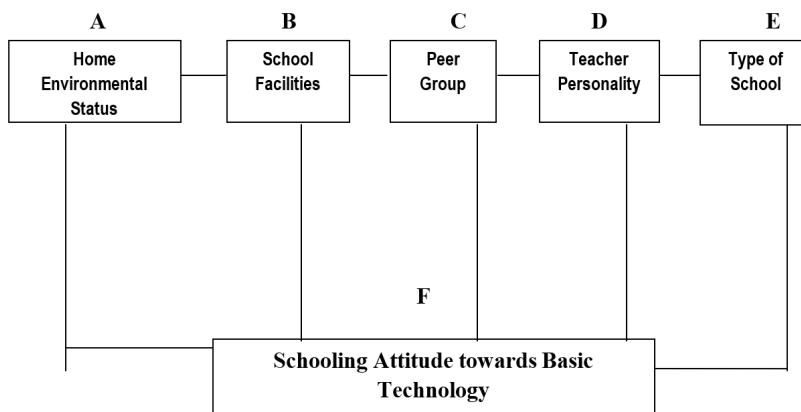 A B C D E
Home
Environmental
Status
School
Facilities
Peer
Group
Teacher
Personality
Type of
School
F
Schooling Attitude towards Basic
Technology